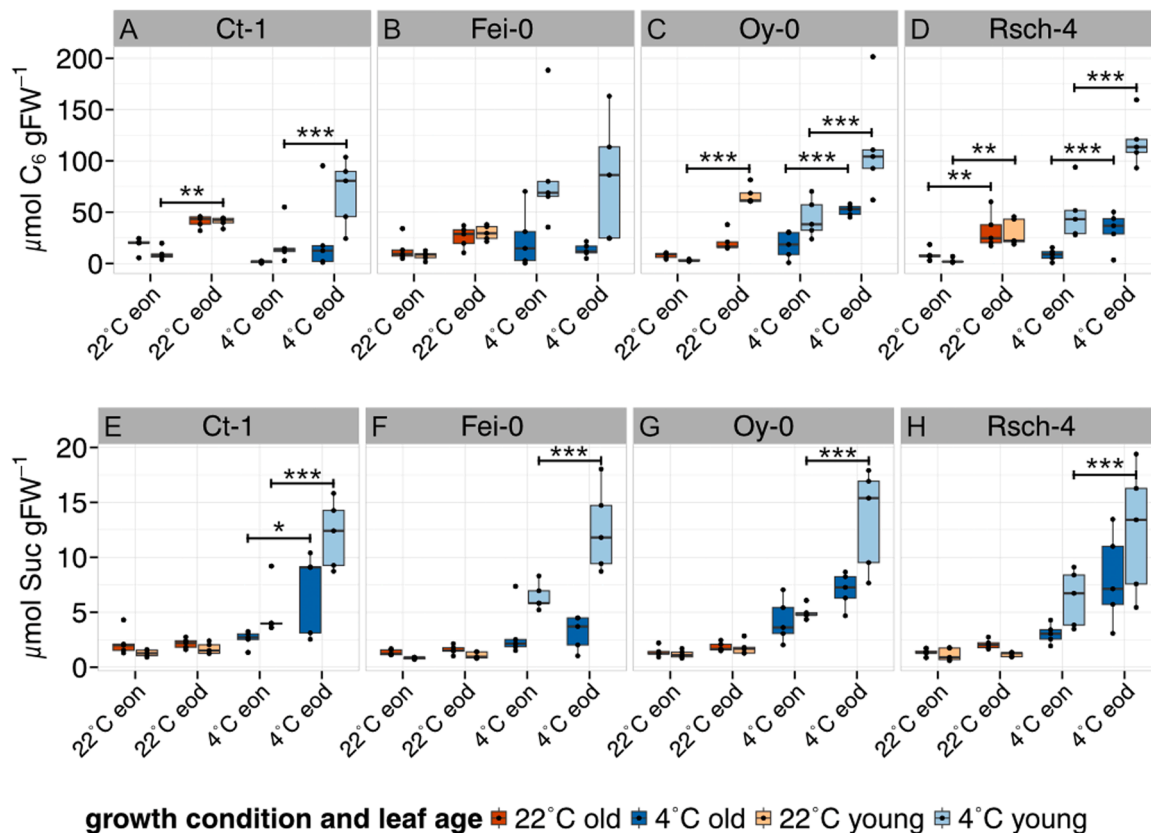 A Ct-1 B Fei-0 C Oy-0 D Rsch-4
µmol C6 gFW−1
200
150
100
50
0
** ***
*** *** ***
** ** *** ***
22°C eon 22°C eod 4°C eon 4°C eod 22°C eon 22°C eod 4°C eon 4°C eod 22°C eon 22°C eod 4°C eon 4°C eod 22°C eon 22°C eod 4°C eon 4°C eod
E Ct-1 F Fei-0 G Oy-0 H Rsch-4
µmol Suc gFW−1
20
15
10
5
0
* ***
***
***
***
22°C eon 22°C eod 4°C eon 4°C eod 22°C eon 22°C eod 4°C eon 4°C eod 22°C eon 22°C eod 4°C eon 4°C eod 22°C eon 22°C eod 4°C eon 4°C eod
growth condition and leaf age 22°C old 4°C old 22°C young 4°C young